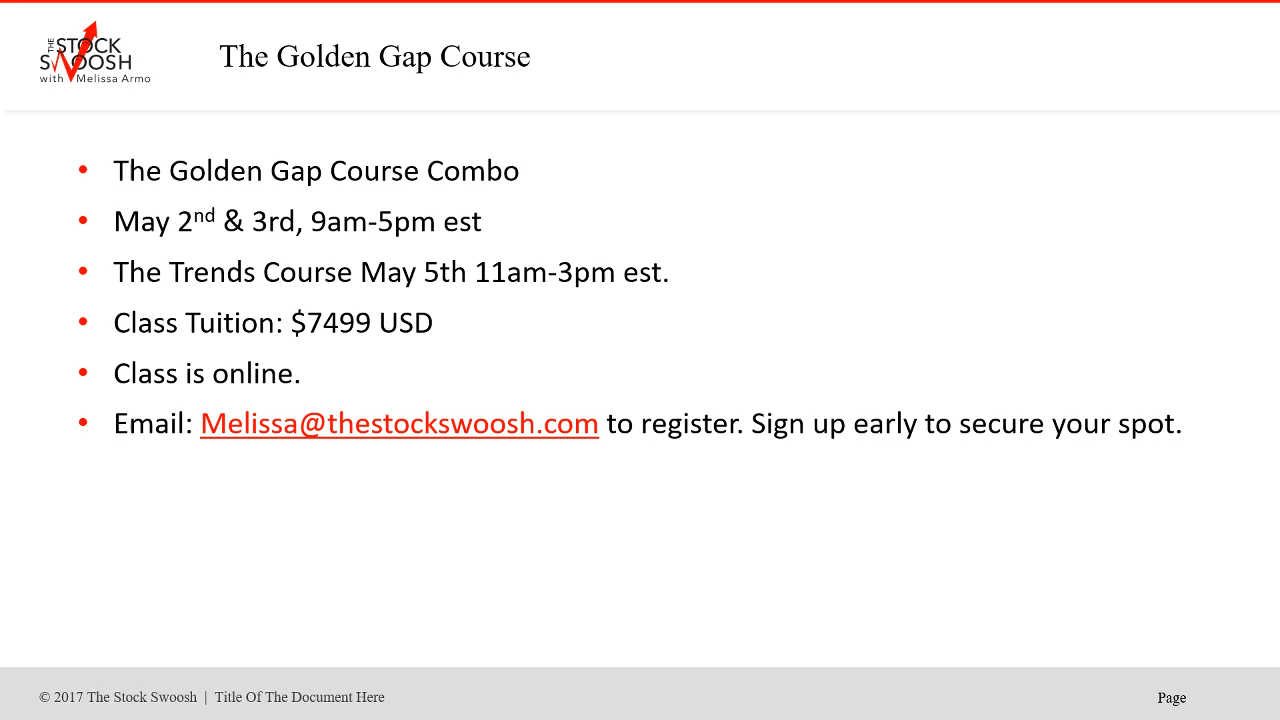 THE STOCK
SWOOSH
with Melissa Armo
The Golden Gap Course
• The Golden Gap Course Combo
• May 2nd & 3rd, 9am-5pm est
• The Trends Course May 5th 11am-3pm est.
• Class Tuition: $7499 USD
• Class is online.
• Email: Melissa@thestockswoosh.com to register. Sign up early to secure your spot.
© 2017 The Stock Swoosh | Title Of The Document Here
Page